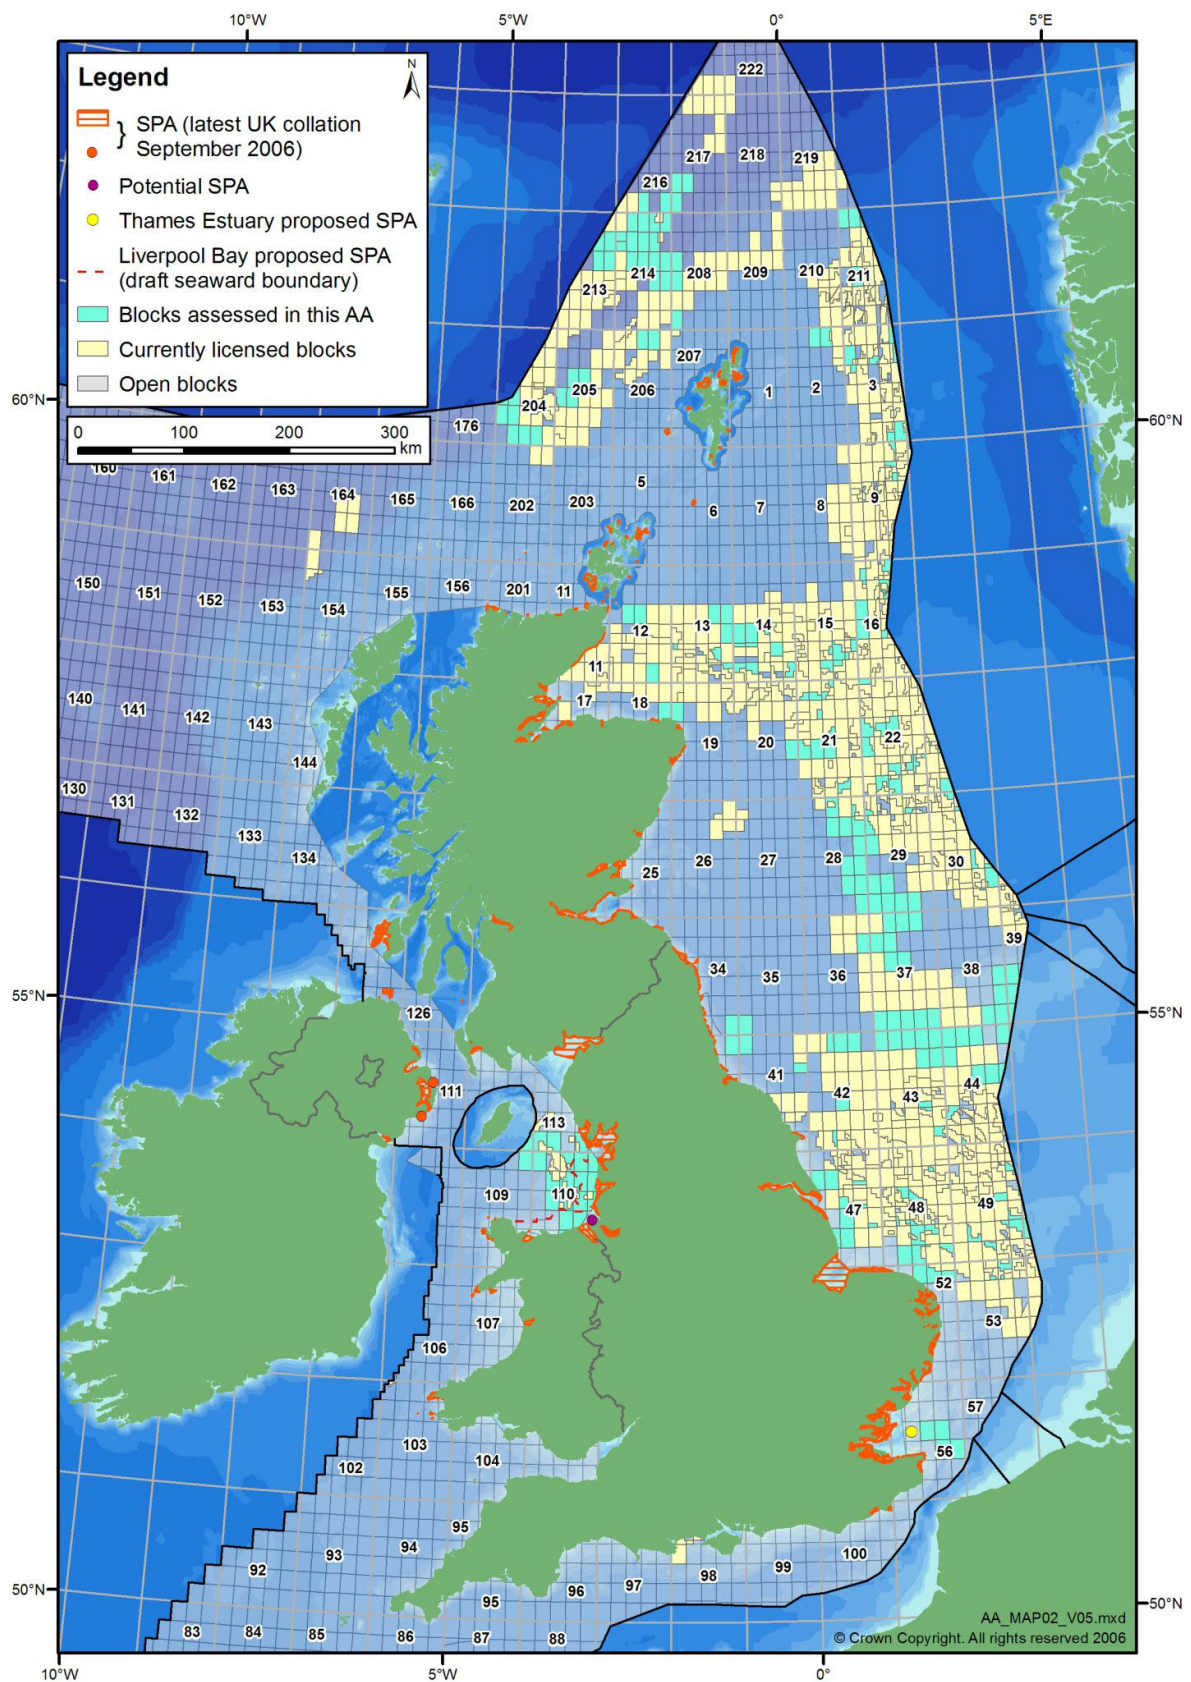 10°W 5°W 0° 5°E
Legend
N
SPA (latest UK collation
September 2006)
}
Potential SPA
Thames Estuary proposed SPA
Liverpool Bay proposed SPA
(draft seaward boundary)
Blocks assessed in this AA
Currently licensed blocks
Open blocks
0 100 200 300
km
222
217 218 219
216
214 208 209 210 211
213
207
60°N 204 205 206 1 2 3 60°N
176
160 161 162 163 164 165 166 202 203 5 6 7 8 9
150 151 152 153 154 155 156 201 11
12 13 14 15 16
11
140 141 142 143 17 18
144 19 20 21 22
130 131 132 133 134
25 26 27 28 29 30
39
34 35 36 37 38
55°N 55°N
126
41 42 43 44
111
113
109 110 47 48 49
52
53
107
106
57
56
102 103 104
95
92 93 94
95 96 97 98 99 100
50°N 50°N
83 84 85 86 87 88
AA_MAP02_V05.mxd
© Crown Copyright. All rights reserved 2006
10°W 5°W 0°